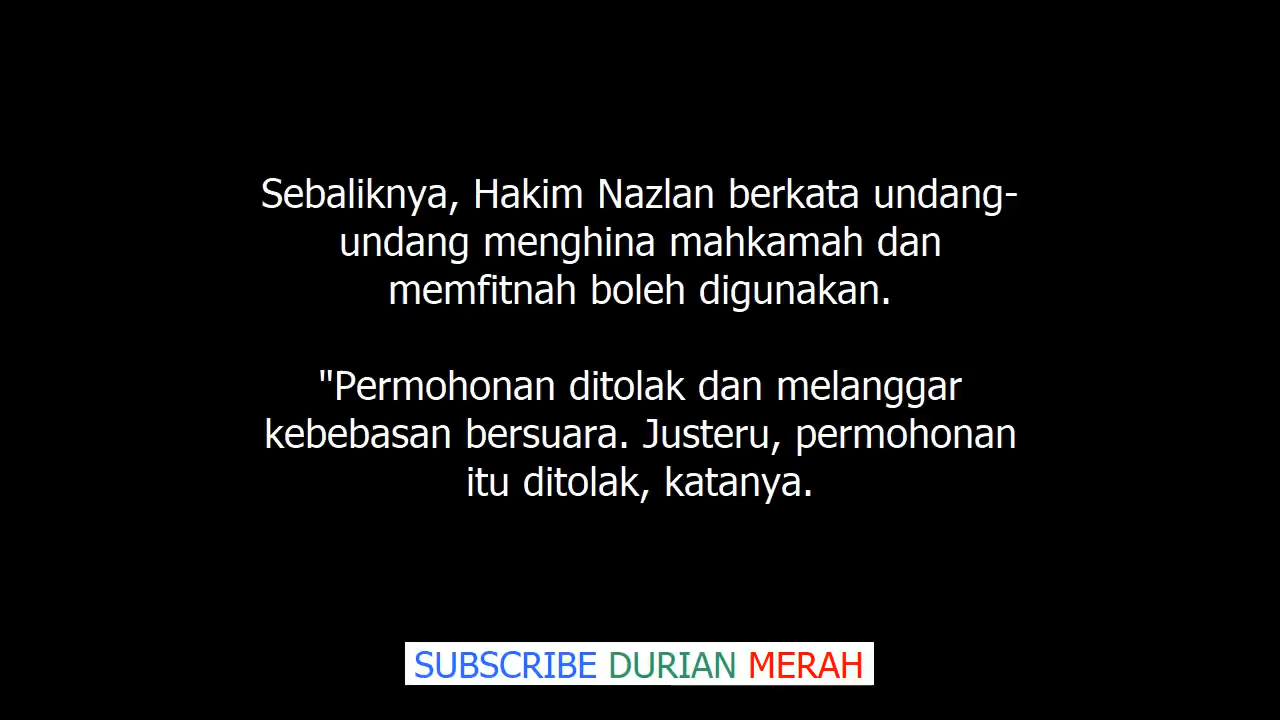 Sebaliknya, Hakim Nazlan berkata undang-
undang menghina mahkamah dan
memfitnah boleh digunakan.
"Permohonan ditolak dan melanggar
kebebasan bersuara. Justeru, permohonan
itu ditolak, katanya.
SUBSCRIBE DURIAN MERAH